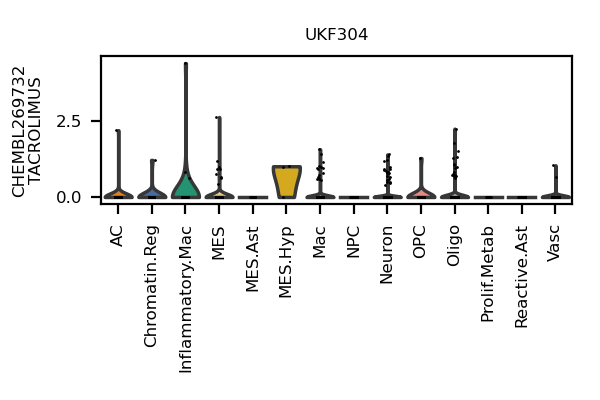 UKF304
CHEMBL269732
TACROLIMUS
2.5
0.0
AC
Chromatin.Reg
Inflammatory.Mac
MES
MES.Ast
MES.Hyp
Mac
NPC
Neuron
OPC
Oligo
Prolif.Metab
Reactive.Ast
Vasc